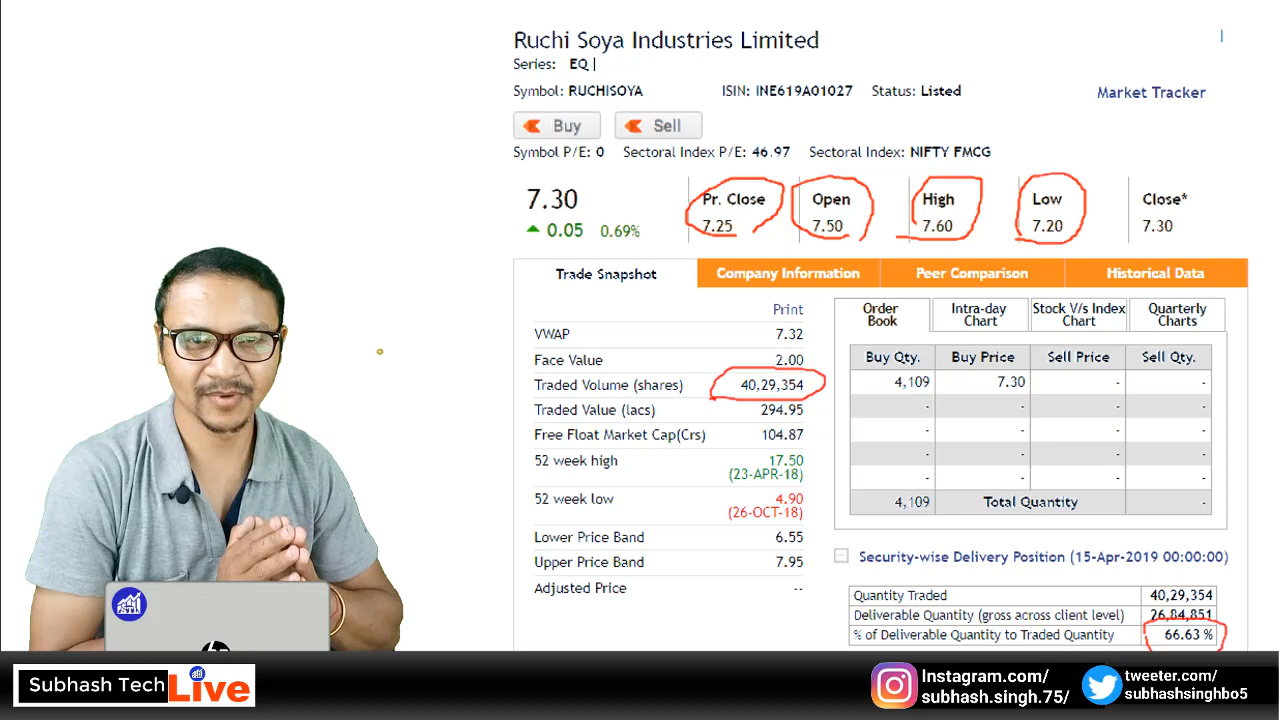 Ruchi Soya Industries Limited
Series: EQ |
Symbol: RUCHISOYA ISIN: INE619A01027 Status: Listed Market Tracker
Buy Sell
Symbol P/E: 0 Sectoral Index P/E: 46.97 Sectoral Index: NIFTY FMCG
7.30 Pr. Close Open High Low Close*
0.05 0.69% 7.25 7.50 7.60 7.20 7.30
Trade Snapshot Company Information Peer Comparison Historical Data
Print
VWAP 7.32
Face Value 2.00
Traded Volume (shares) 40,29,354
Traded Value (lacs) 294.95
Free Float Market Cap(Crs) 104.87
52 week high 17.50
(23-APR-18)
52 week low 4.90
(26-OCT-18)
Lower Price Band 6.55
Upper Price Band 7.95
Adjusted Price --
Order Intra-day Stock V/s Index Quarterly
Book Chart Chart Charts
Buy Qty. Buy Price Sell Price Sell Qty.
4,109 7.30 - -
- - - -
- - - -
- - - -
- - - -
4,109 Total Quantity -
Security-wise Delivery Position (15-Apr-2019 00:00:00)
Quantity Traded 40,29,354
Deliverable Quantity (gross across client level) 26,84,851
% of Deliverable Quantity to Traded Quantity 66.63 %
STL
hp
Subhash Tech Live
Instagram.com/
subhash.singh.75/
tweeter.com/
subhashsinghbo5